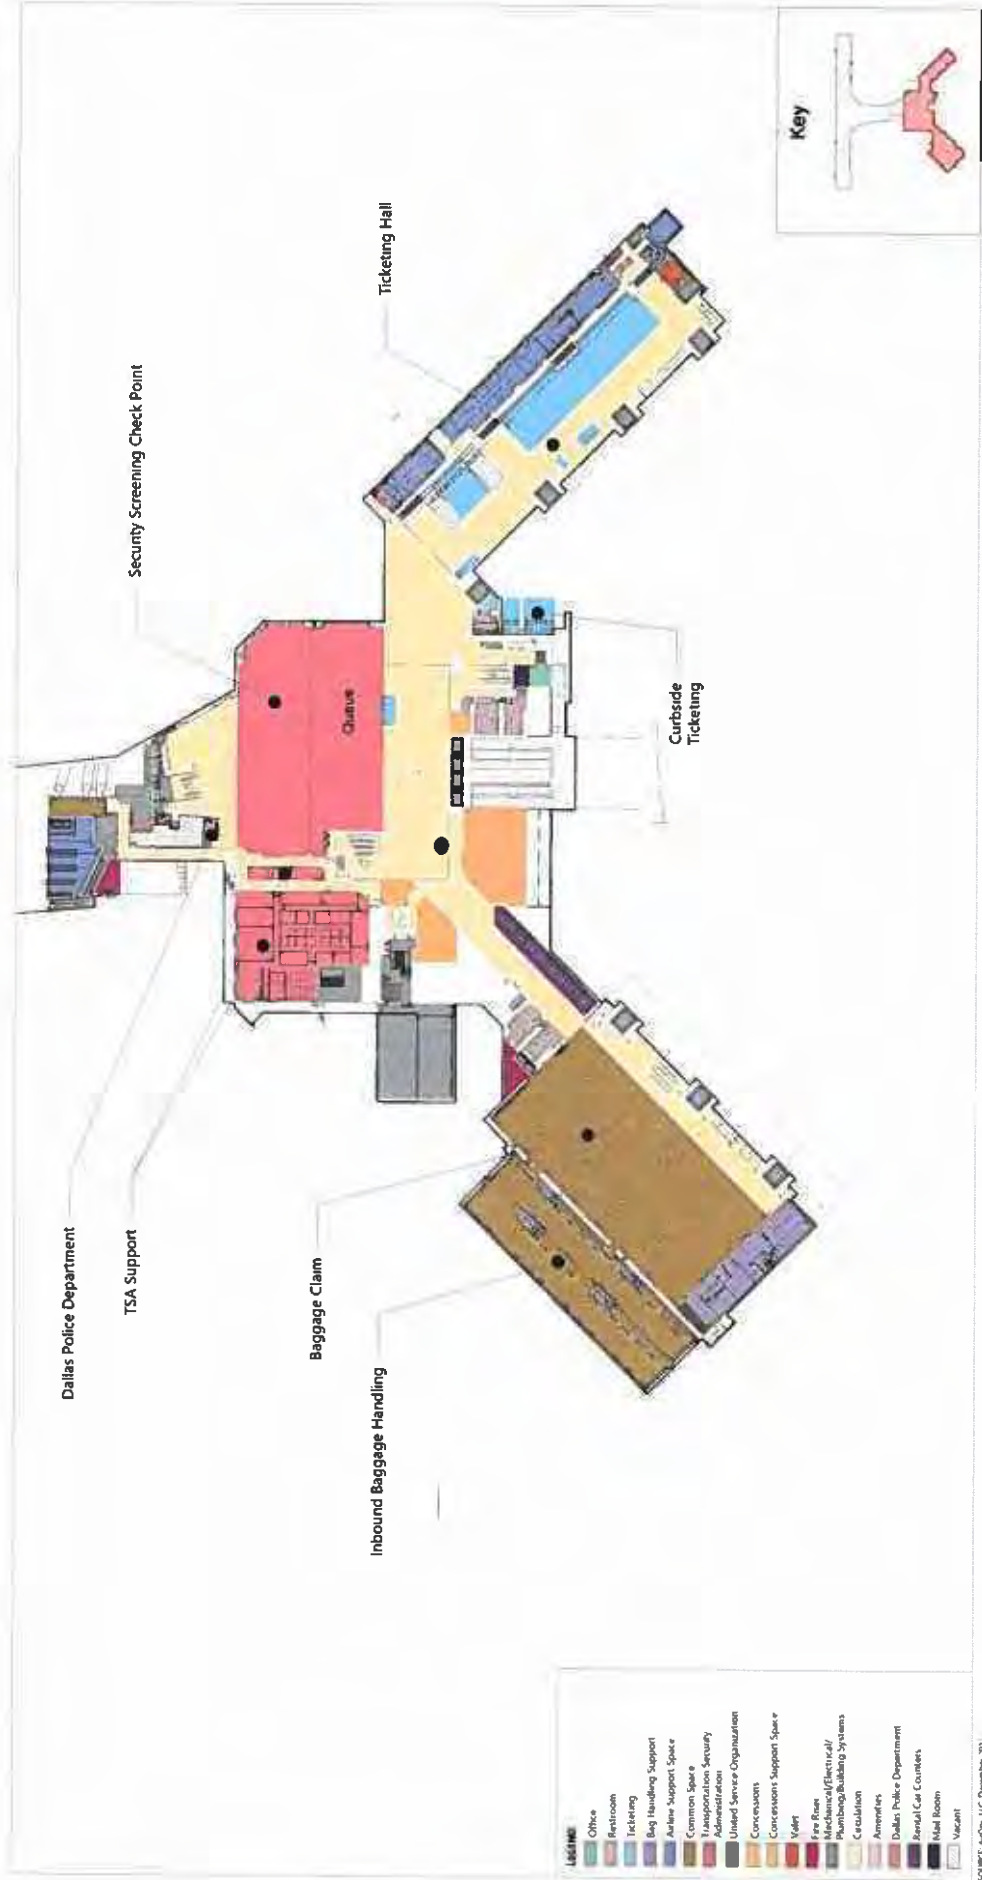 Key
Ticketing Hall
Security Screening Check Point
Queue
Curbside
Ticketing
Dallas Police Department
TSA Support
Baggage Claim
Inbound Baggage Handling
LEGEND
Office
Restroom
Ticketing
Bag Handling Support
Airline Support Space
Common Space
Transportation Security
Administration
United Service Organization
Concessions
Concessions Support Space
Valet
Fire Riser
Mechanical/Electrical/
Plumbing/Building Systems
Circulation
Amenities
Dallas Police Department
Rental Car Counters
Mail Room
Vacant